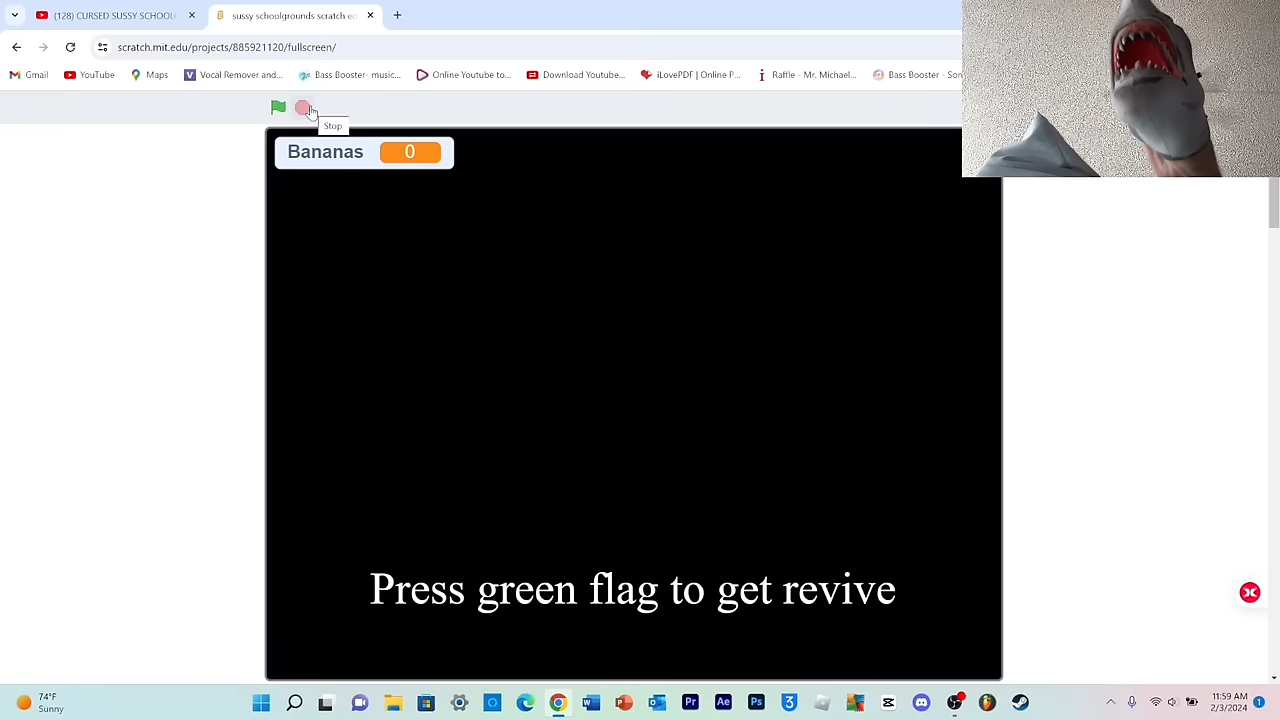 (128) CURSED SUSSY SCHOOL
sussy schoolgrounds scratch ed
scratch.mit.edu/projects/885921120/fullscreen/
Gmail
YouTube
Maps
Vocal Remover and...
Bass Booster- music...
Online Youtube to...
Download Youtube...
iLovePDF | Online P...
Raffle - Mr. Michael...
Bass Booster - Son
Stop
Bananas 0
Press green flag to get revive
74°F
Sunny
11:59 AM
2/3/2024